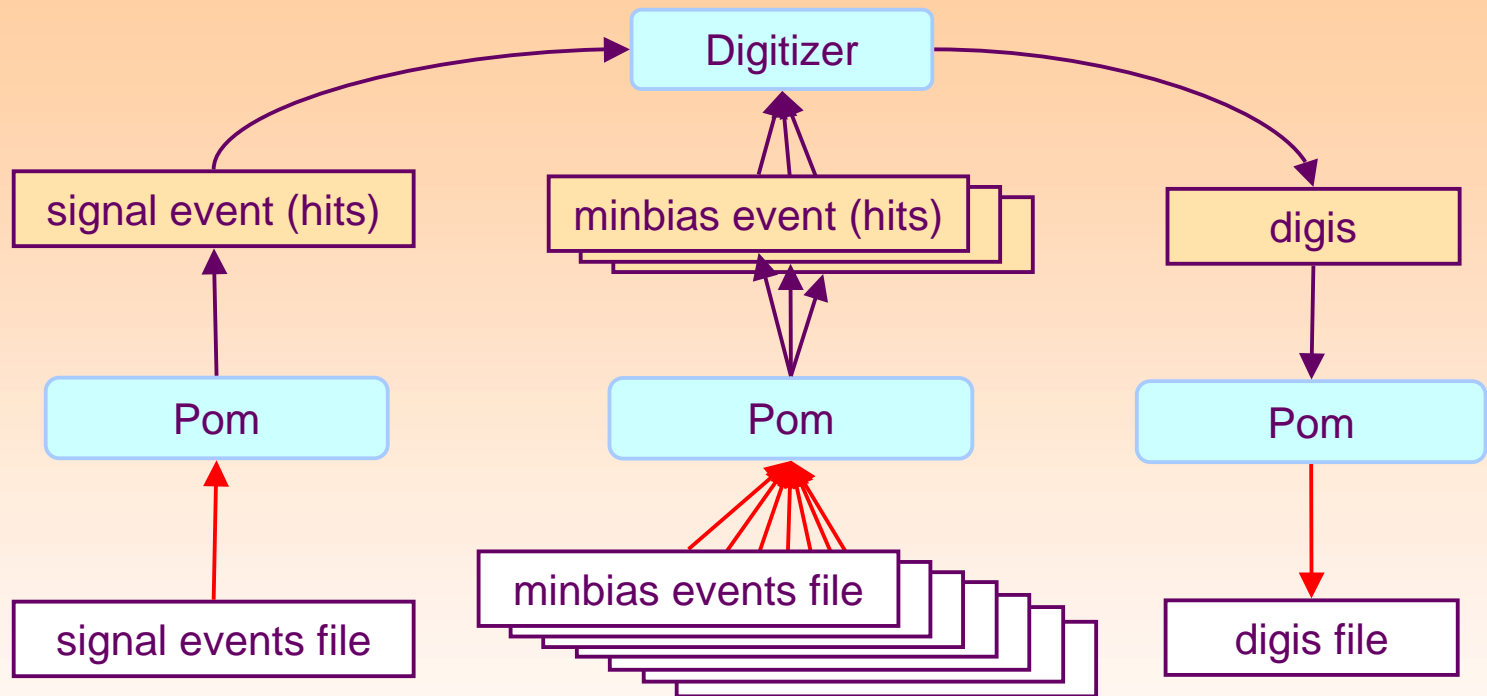 Digitizer
signal event (hits)
minbias event (hits)
digis
Pom
Pom
Pom
minbias events file
signal events file
digis file